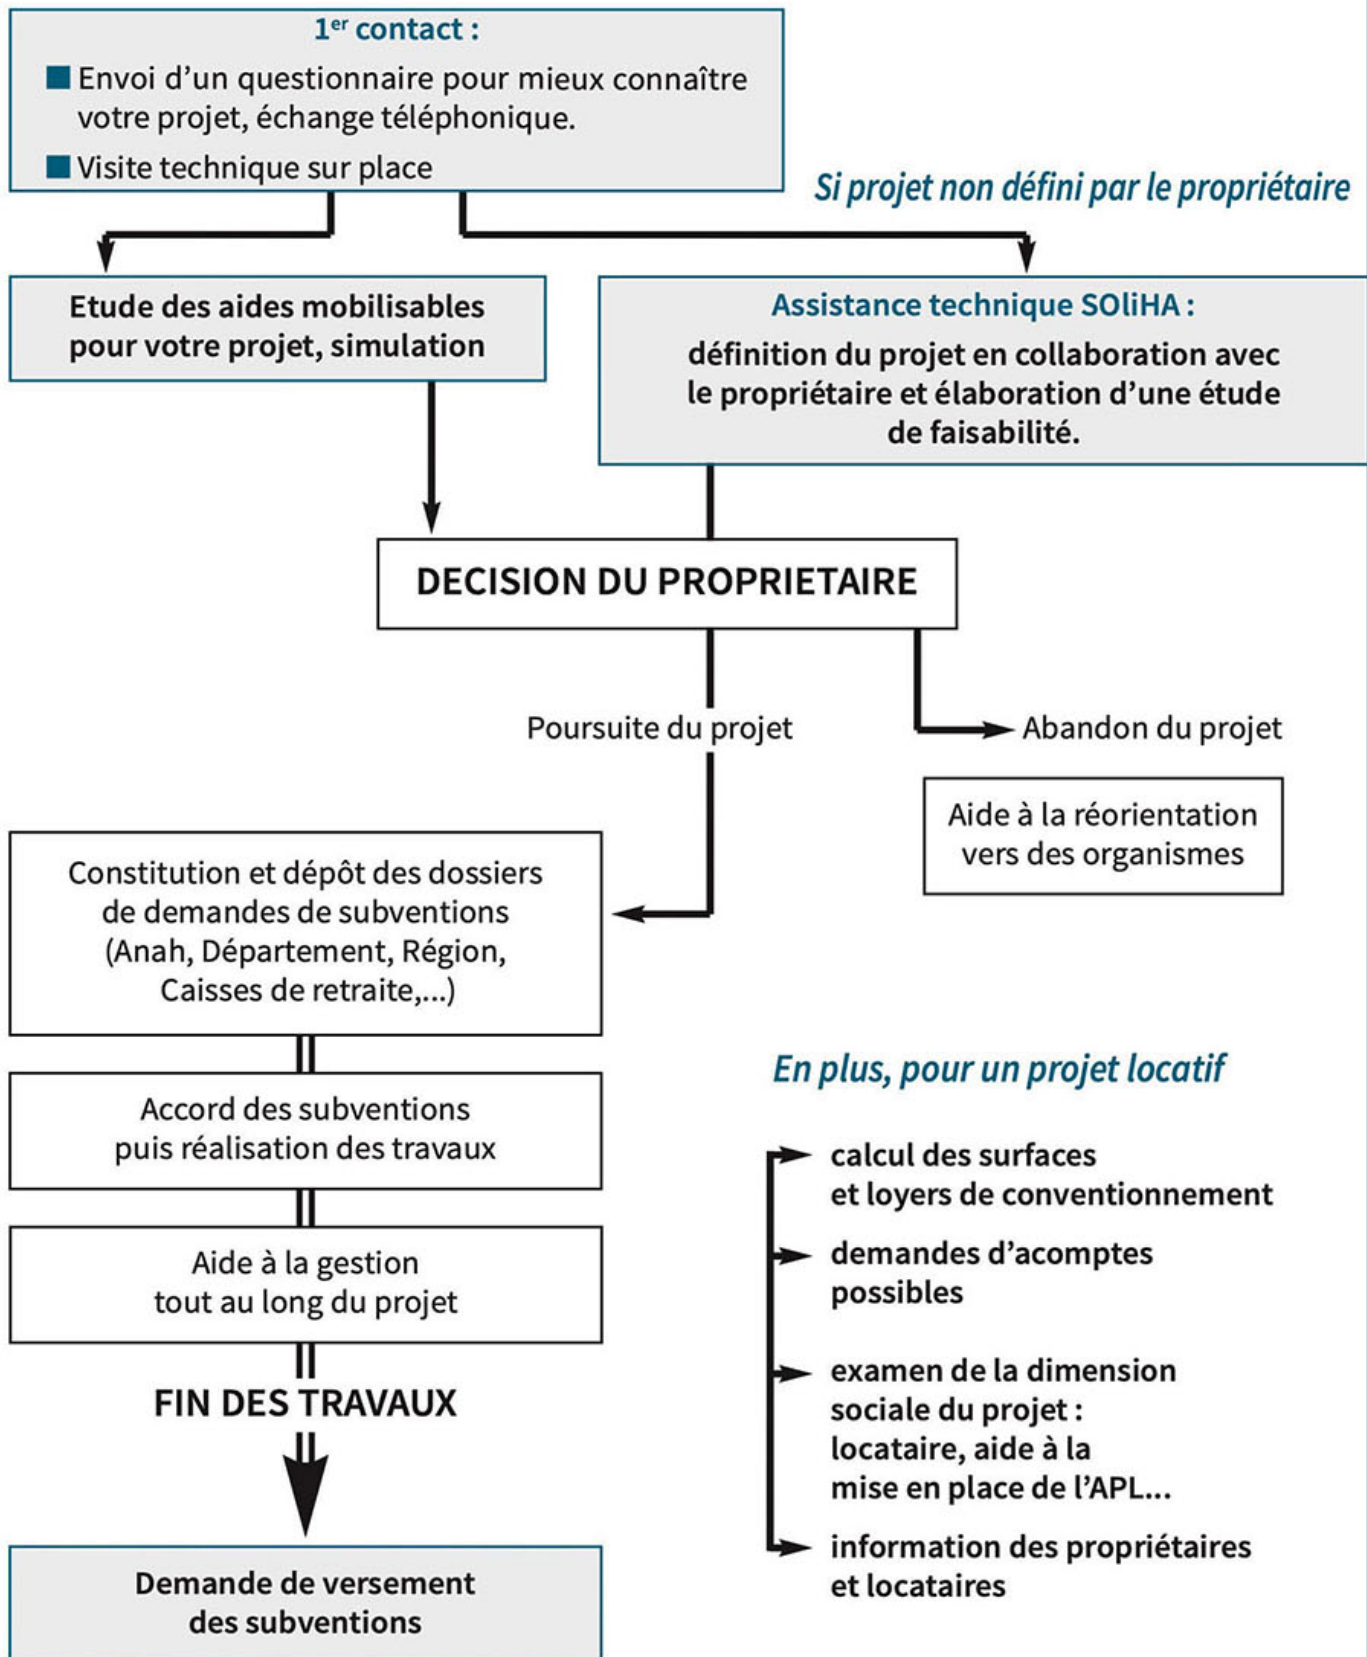 1er contact :
■ Envoi d’un questionnaire pour mieux connaître
votre projet, échange téléphonique.
■ Visite technique sur place
Si projet non défini par le propriétaire
Etude des aides mobilisables
pour votre projet, simulation
Assistance technique SOliHA :
définition du projet en collaboration avec
le propriétaire et élaboration d’une étude
de faisabilité.
DECISION DU PROPRIETAIRE
Poursuite du projet
Abandon du projet
Aide à la réorientation
vers des organismes
Constitution et dépôt des dossiers
de demandes de subventions
(Anah, Département, Région,
Caisses de retraite,...)
Accord des subventions
puis réalisation des travaux
Aide à la gestion
tout au long du projet
FIN DES TRAVAUX
Demande de versement
des subventions
En plus, pour un projet locatif
calcul des surfaces
et loyers de conventionnement
demandes d’acomptes
possibles
examen de la dimension
sociale du projet :
locataire, aide à la
mise en place de l’APL...
information des propriétaires
et locataires